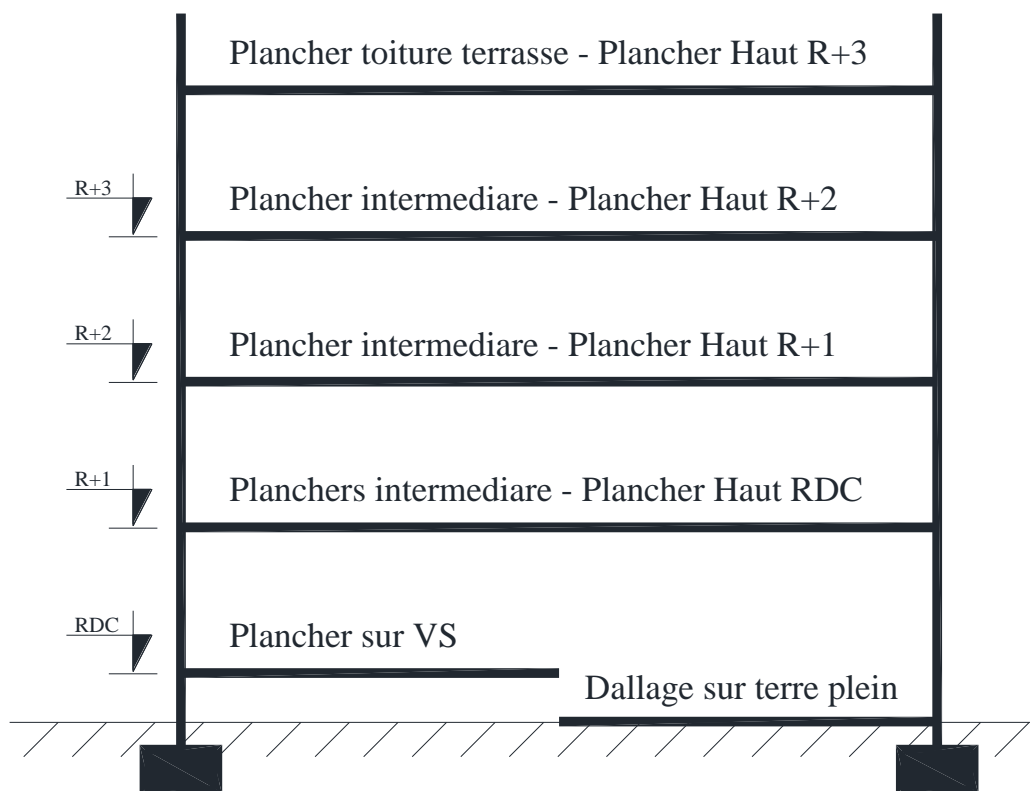 Plancher toiture terrasse - Plancher Haut R+3
R+3
Plancher intermediare - Plancher Haut R+2
R+2
Plancher intermediare - Plancher Haut R+1
R+1
Planchers intermediare - Plancher Haut RDC
RDC
Plancher sur VS
Dallage sur terre plein